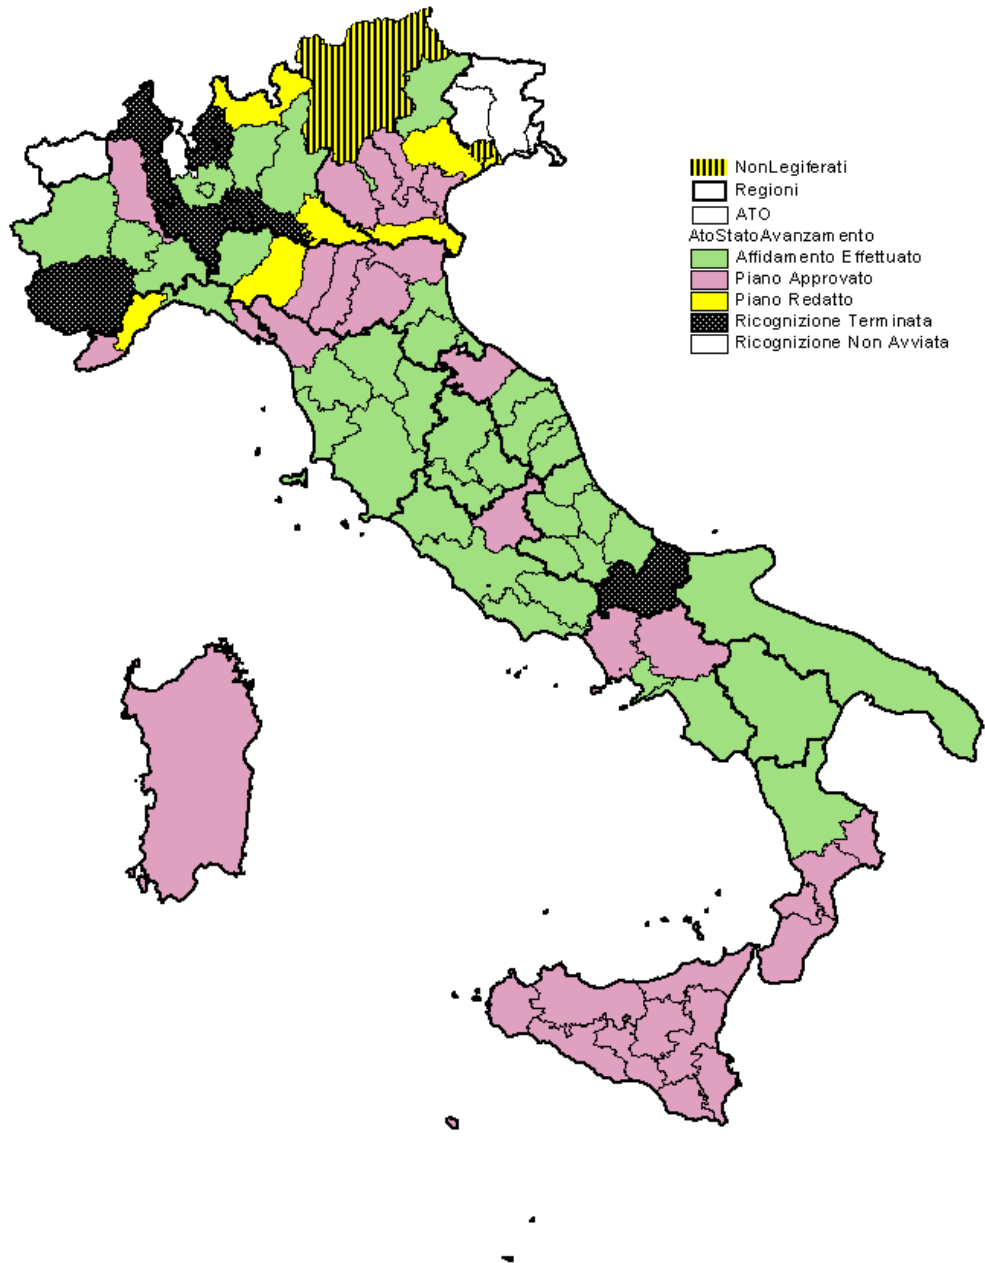 NonLegiferati
Regioni
ATO
AtoStatoAvanzamento
Affidamento Effettuato
Piano Approvato
Piano Redatto
Ricognizione Terminata
Ricognizione Non Avviata